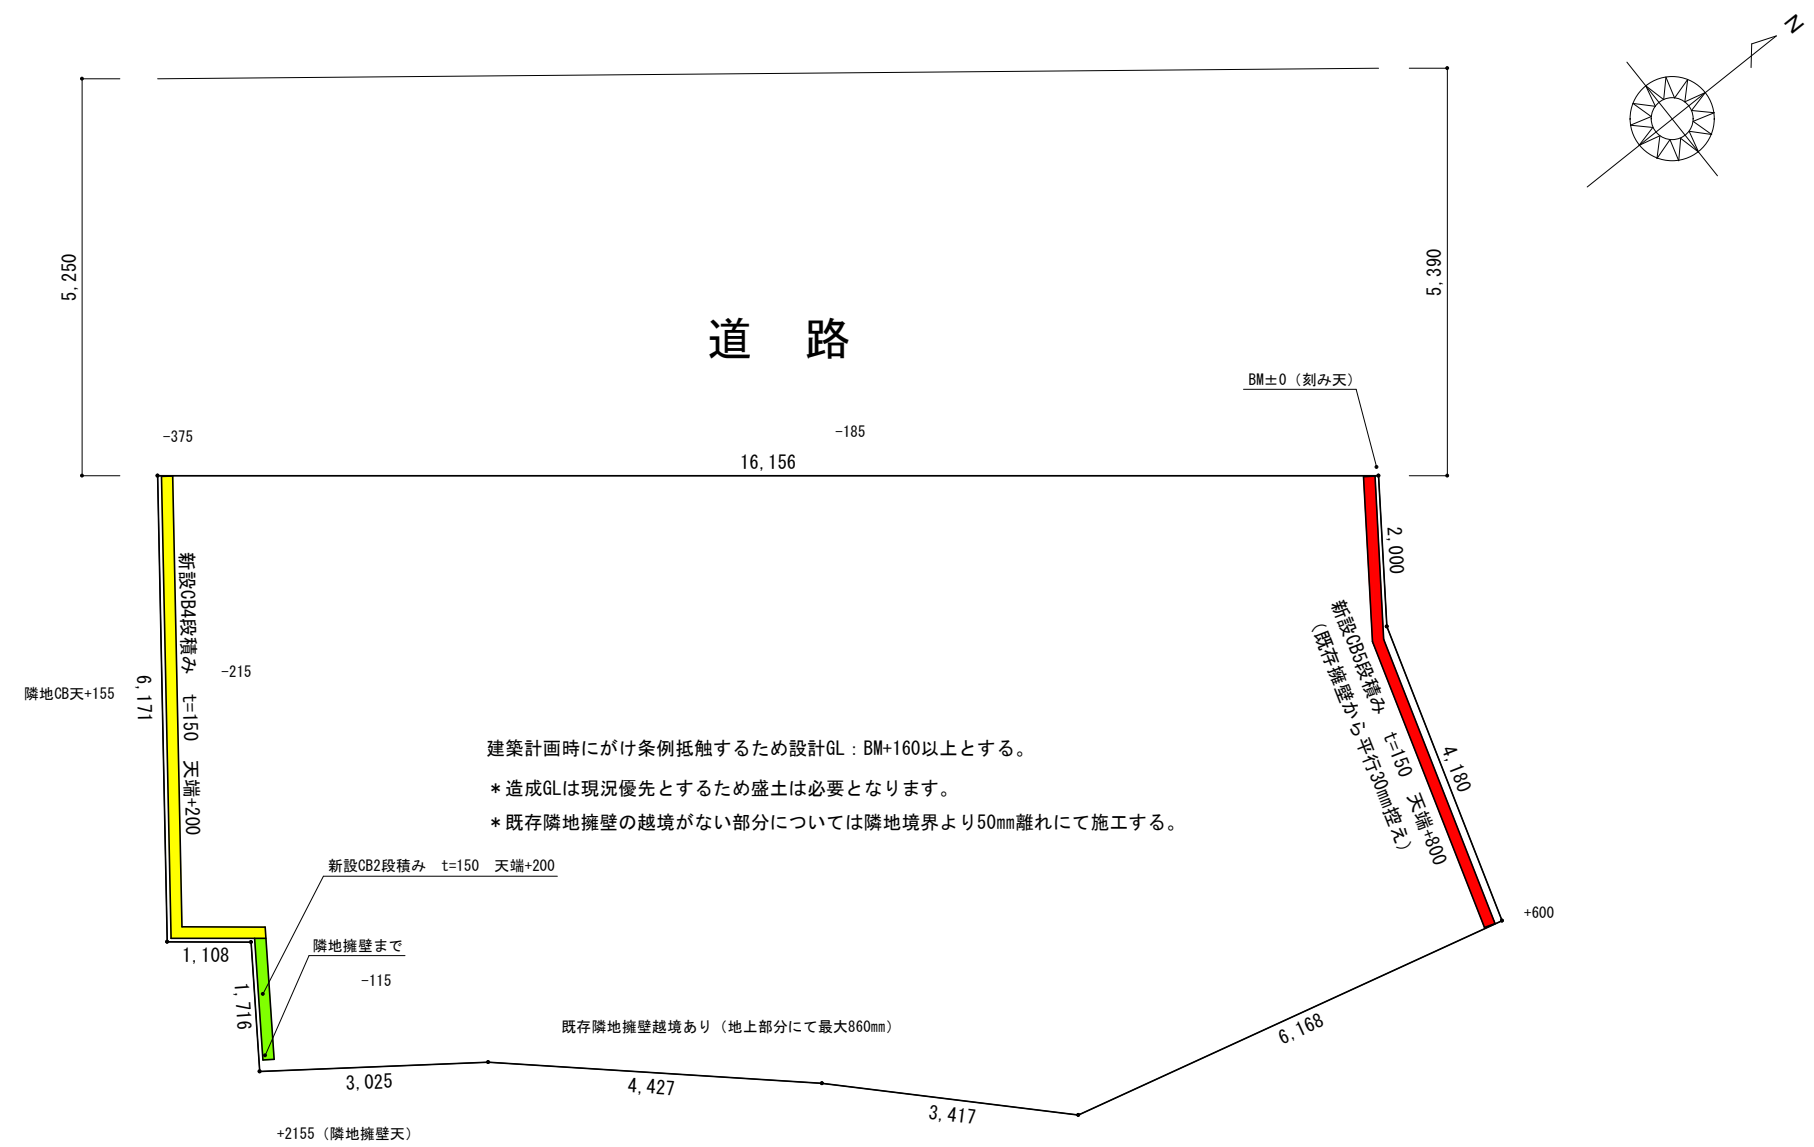 N
5,250
5,390
道　路
BM±0（刻み天）
-375
-185
16,156
2,000
新設CB4段積み　t=150　天端+200
新設CB5段積み　t=150　天端+800
（既存擁壁から平行30㎜控え）
-215
6,171
隣地CB天+155
4,180
建築計画時にがけ条例抵触するため設計GL：BM+160以上とする。
＊造成GLは現況優先とするため盛土は必要となります。
＊既存隣地擁壁の越境がない部分については隣地境界より50㎜離れにて施工する。
新設CB2段積み　t=150　天端+200
+600
隣地擁壁まで
1,108
-115
1,716
既存隣地擁壁越境あり（地上部分にて最大860㎜）
6,168
3,025
4,427
3,417
+2155（隣地擁壁天）